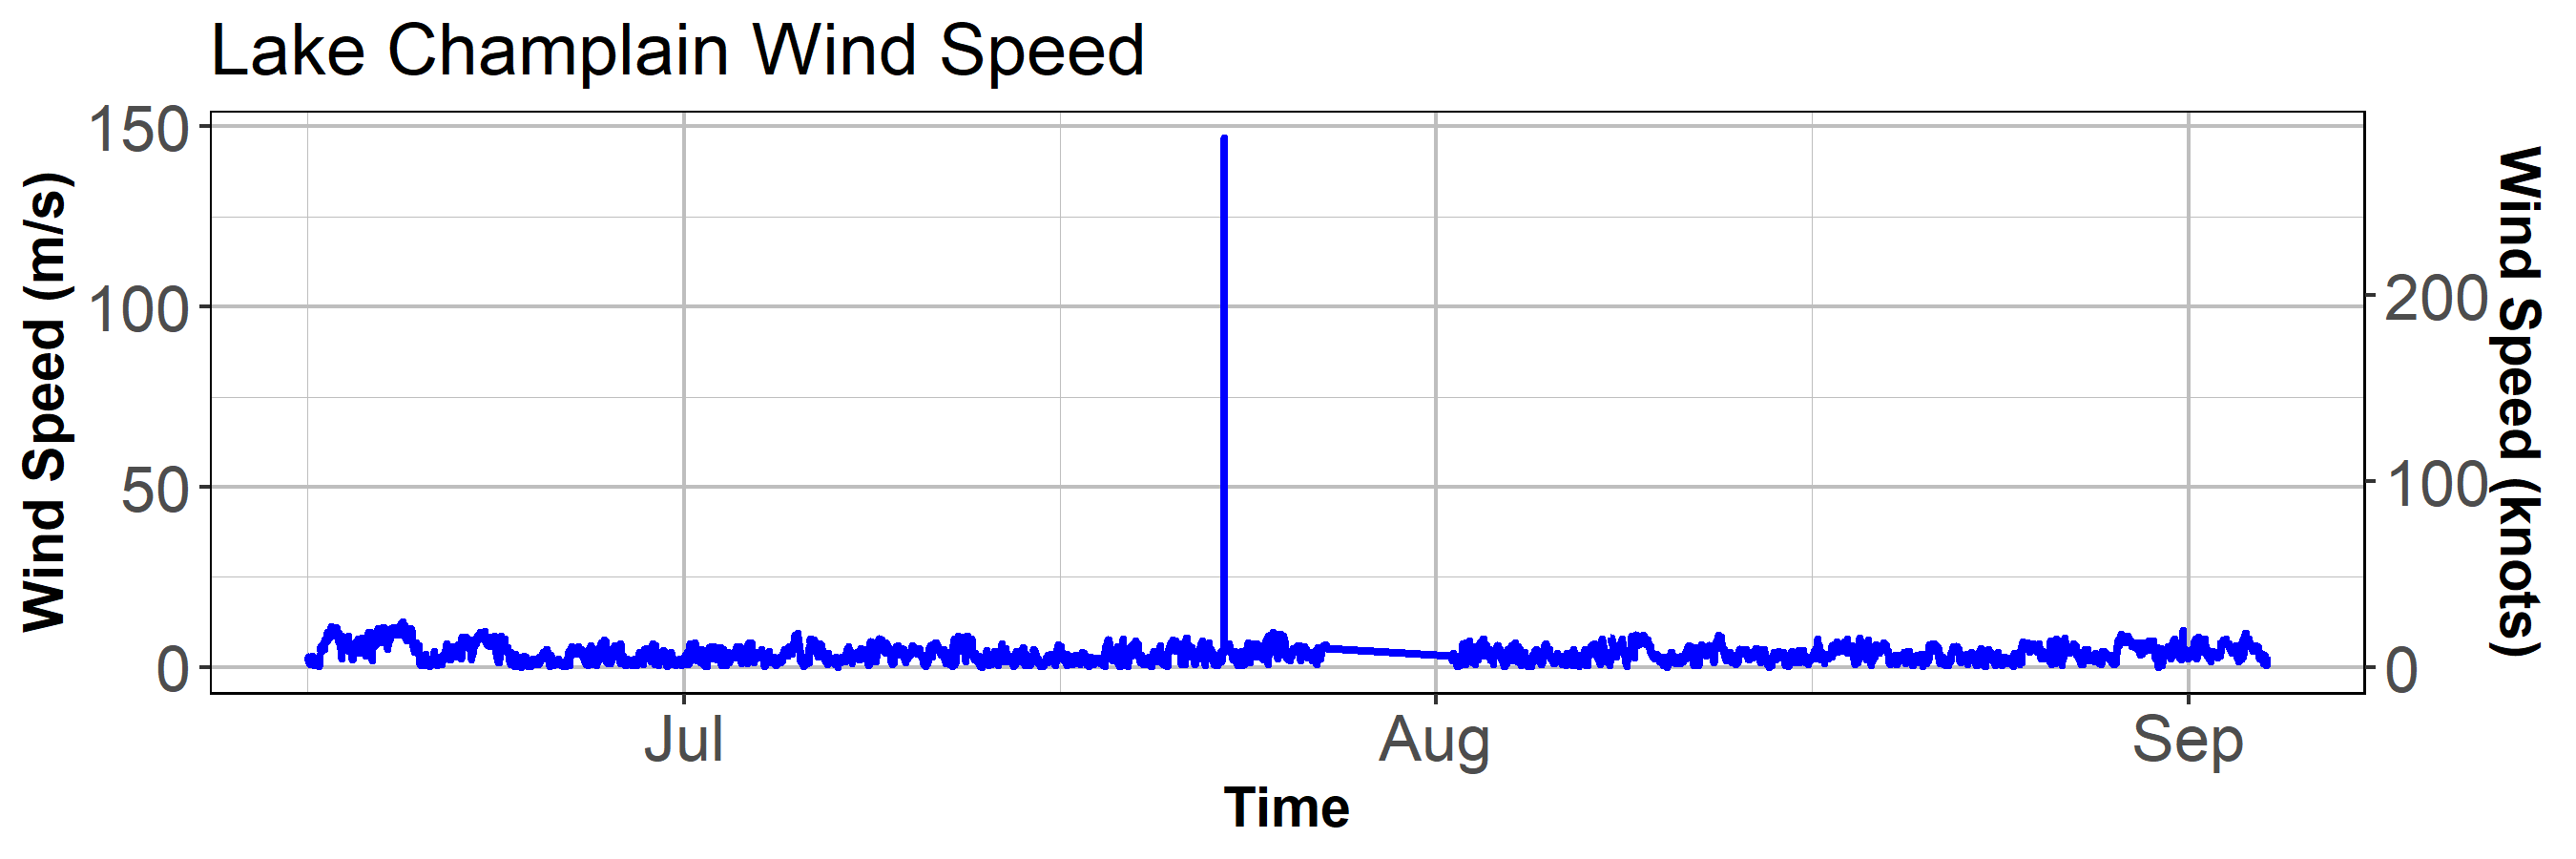 Lake Champlain Wind Speed
Wind Speed (m/s)
150
100
50
0
Wind Speed (knots)
200
100
0
Jul Aug Sep
Time